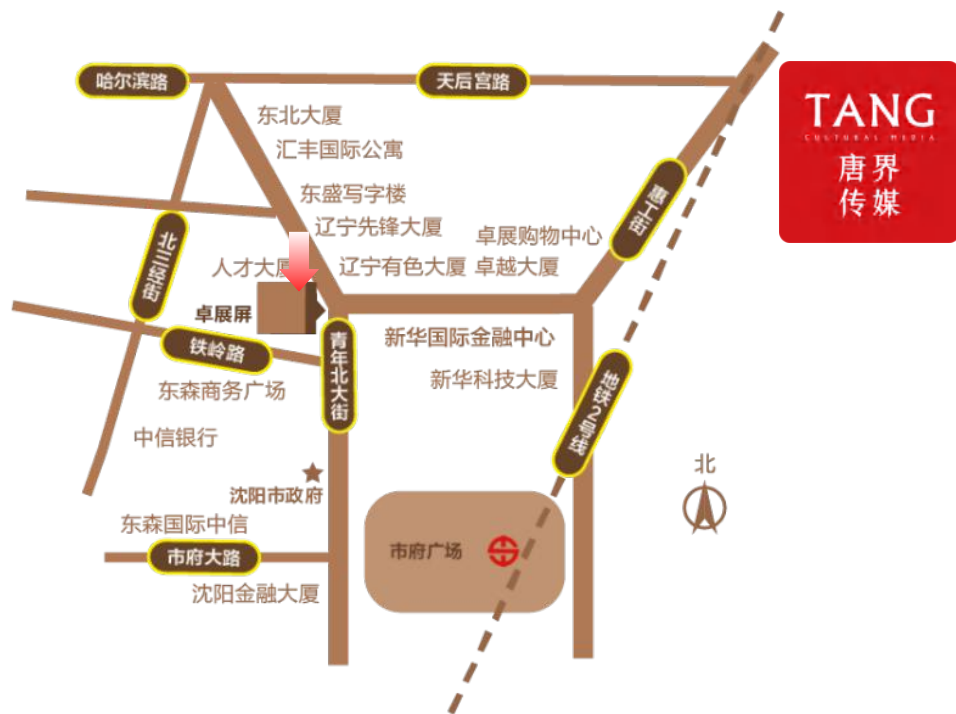 哈尔滨路
天后宫路
TANG
CULTURAL MEDIA
唐界
传媒
东北大厦
汇丰国际公寓
东盛写字楼
惠工街
辽宁先锋大厦
卓展购物中心
北三经街
人才大厦
辽宁有色大厦
卓越大厦
卓展屏
铁岭路
青年北大街
新华国际金融中心
新华科技大厦
东森商务广场
地铁2号线
中信银行
北
沈阳市政府
东森国际中信
市府大路
市府广场
沈阳金融大厦